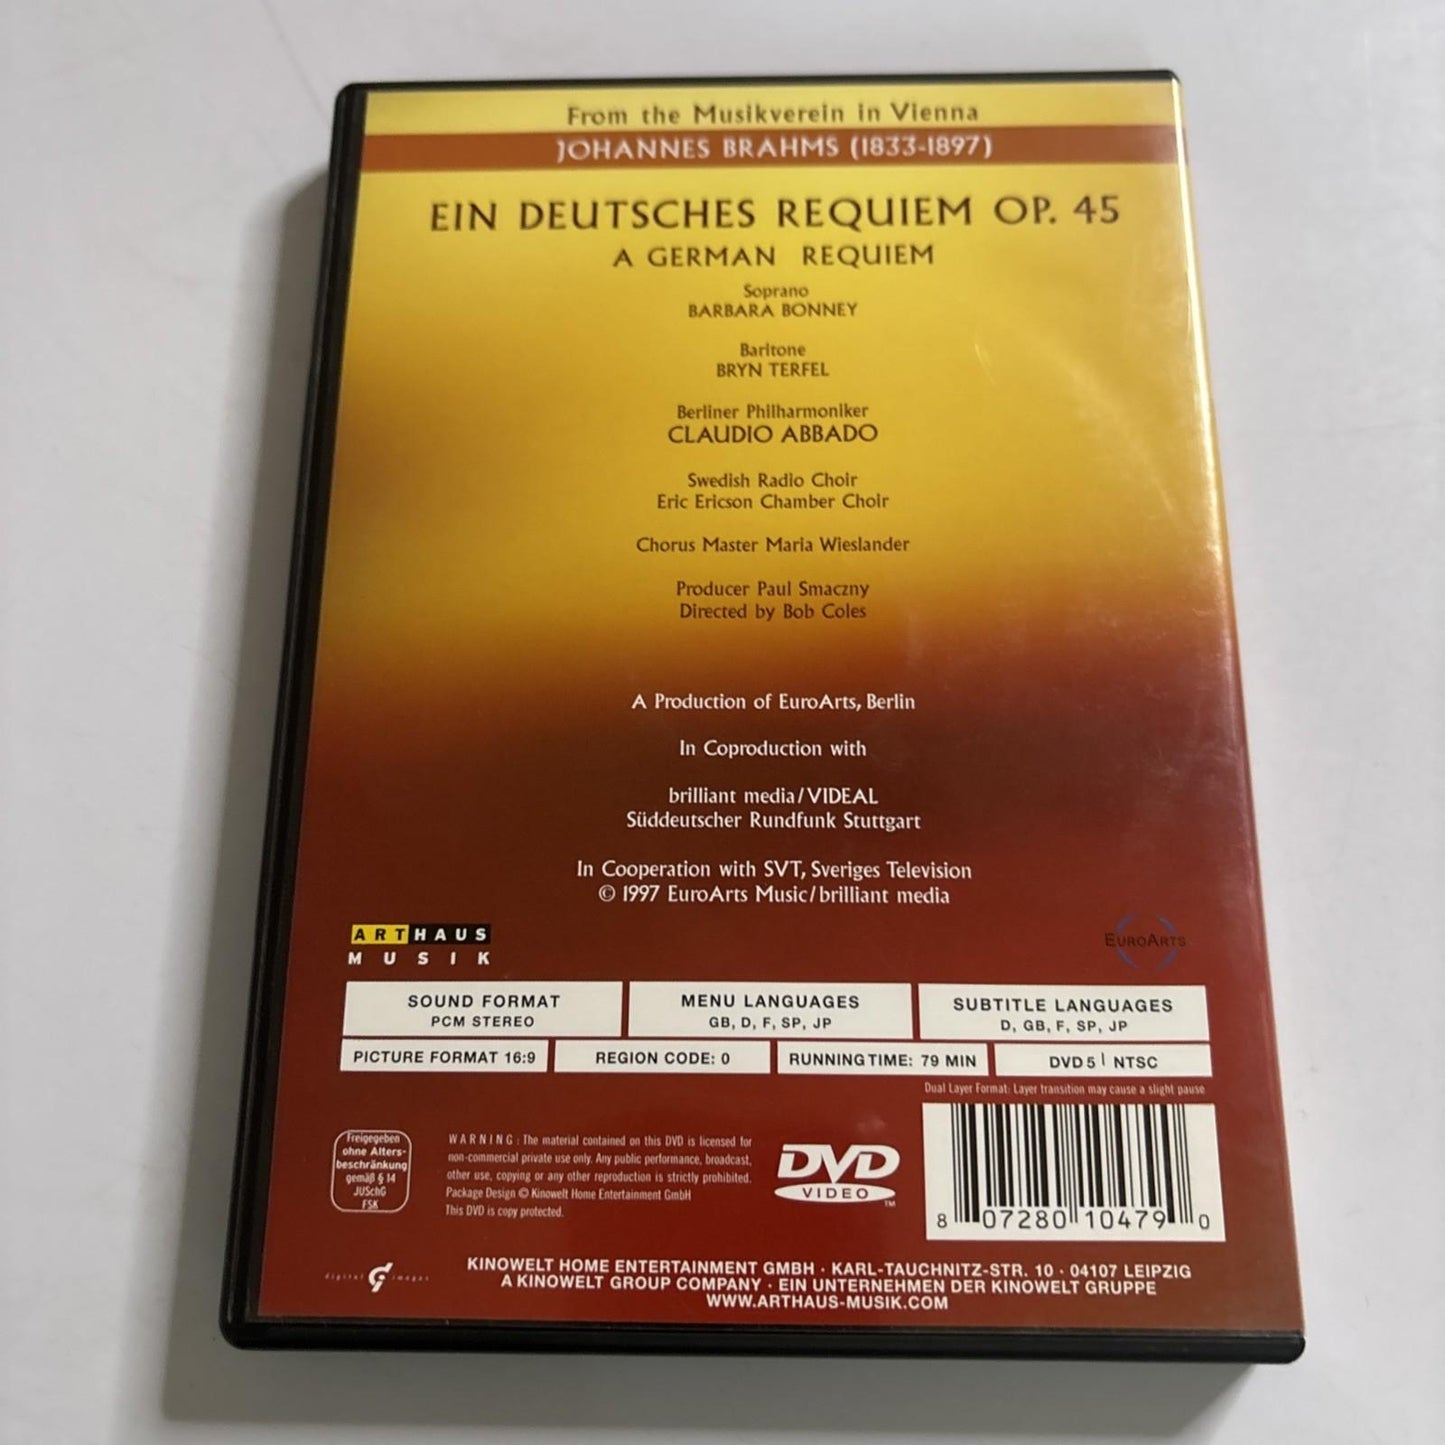 From the Musikverein in Vienna
JOHANNES BRAHMS (1833-1897)
EIN DEUTSCHES REQUIEM OP. 45
A GERMAN REQUIEM
Soprano
BARBARA BONNEY
Baritone
BRYN TERFEL
Berliner Philharmoniker
CLAUDIO ABBADO
Swedish Radio Choir
Eric Ericson Chamber Choir
Chorus Master Maria Wieslander
Producer Paul Smaczny
Directed by Bob Coles
A Production of EuroArts, Berlin
In Coproduction with
brilliant media/VIDEAL
Süddeutscher Rundfunk Stuttgart
In Cooperation with SVT, Sveriges Television
© 1997 EuroArts Music/brilliant media
ARTHAUS
MUSIK
EUROARTS
SOUND FORMAT
PCM STEREO
MENU LANGUAGES
GB, D, F, SP, JP
SUBTITLE LANGUAGES
D, GB, F, SP, JP
PICTURE FORMAT 16:9
REGION CODE: 0
RUNNING TIME: 79 MIN
DVD 5 | NTSC
Dual Layer Format: Layer transition may cause a slight pause
Freigegeben
ohne Alters-
beschränkung
gemäß § 14
JUSchG
FSK
WARNING: The material contained on this DVD is licensed for
non-commercial private use only. Any public performance, broadcast,
other use, copying or any other reproduction is strictly prohibited.
Package Design © Kinowelt Home Entertainment GmbH
This DVD is copy protected.
DVD
VIDEO
TM
8 07280 10479 0
digital images
KINOWELT HOME ENTERTAINMENT GMBH · KARL-TAUCHNITZ-STR. 10 · 04107 LEIPZIG
A KINOWELT GROUP COMPANY · EIN UNTERNEHMEN DER KINOWELT GRUPPE
WWW.ARTHAUS-MUSIK.COM